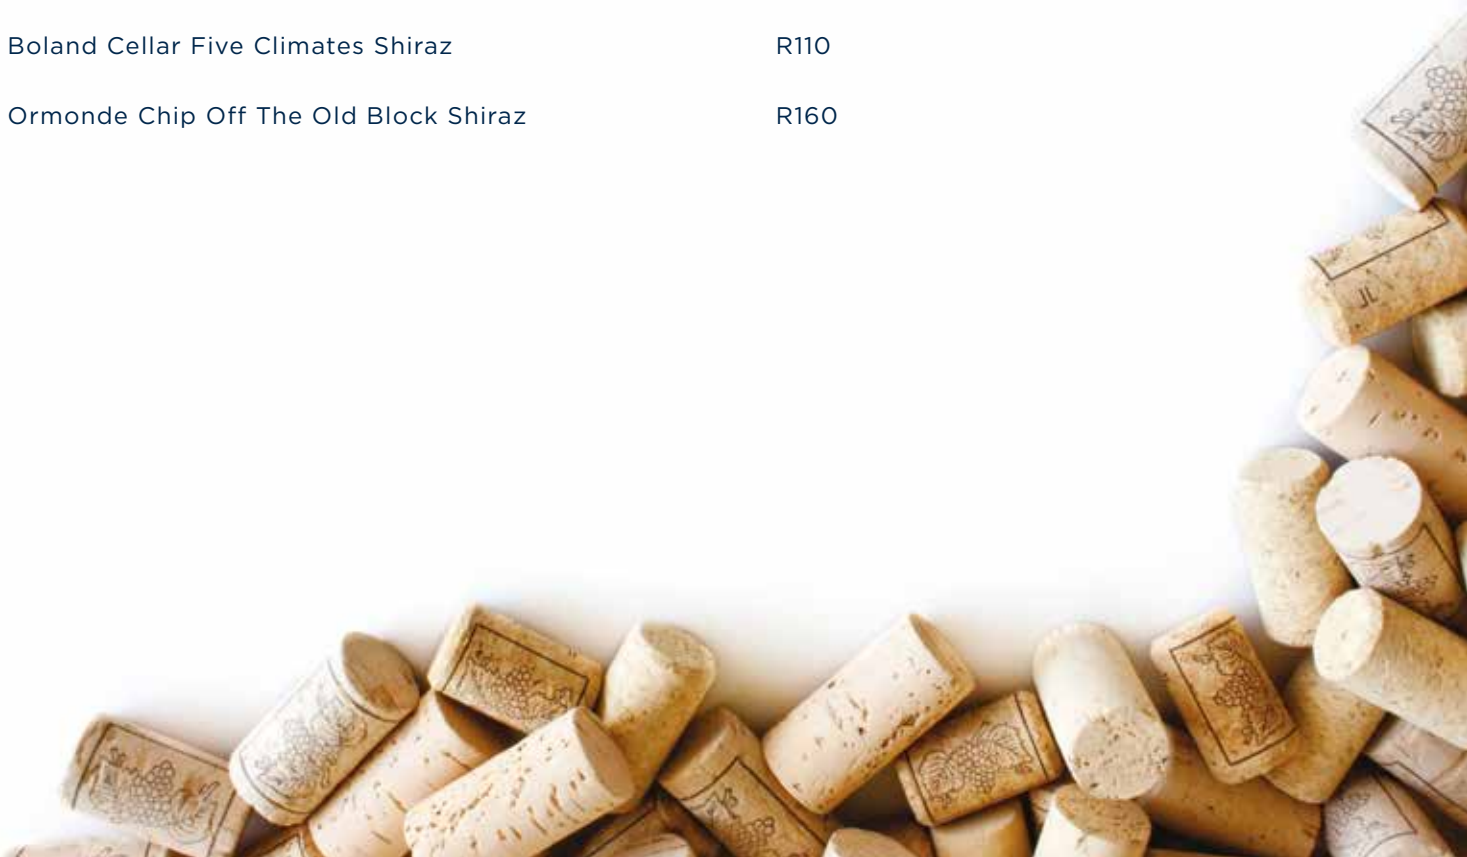 Boland Cellar Five Climates Shiraz R110
Ormonde Chip Off The Old Block Shiraz R160